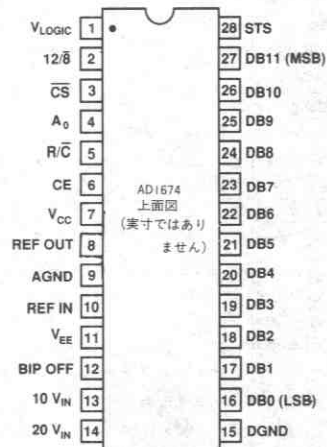 V LOGIC 1
12/8̅ 2
C̅S̅ 3
A0 4
R/C̅ 5
CE 6
VCC 7
REF OUT 8
AGND 9
REF IN 10
VEE 11
BIP OFF 12
10 VIN 13
20 VIN 14
AD1674
上面図
(実寸ではあり
ません)
28 STS
27 DB11 (MSB)
26 DB10
25 DB9
24 DB8
23 DB7
22 DB6
21 DB5
20 DB4
19 DB3
18 DB2
17 DB1
16 DB0 (LSB)
15 DGND